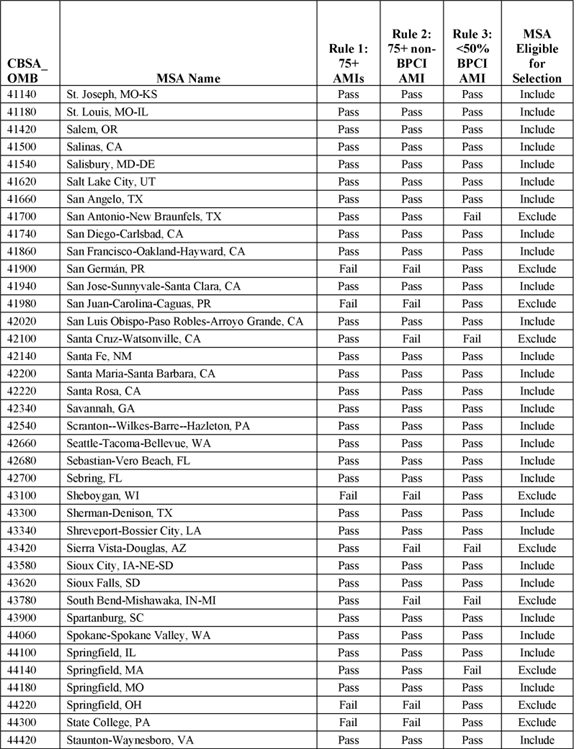 CBSA_
OMB
MSA Name
Rule 1:
75+
AMIs
Rule 2:
75+ non-
BPCI
AMI
Rule 3:
<50%
BPCI
AMI
MSA
Eligible
for
Selection
41140 St. Joseph, MO-KS Pass Pass Pass Include
41180 St. Louis, MO-IL Pass Pass Pass Include
41420 Salem, OR Pass Pass Pass Include
41500 Salinas, CA Pass Pass Pass Include
41540 Salisbury, MD-DE Pass Pass Pass Include
41620 Salt Lake City, UT Pass Pass Pass Include
41660 San Angelo, TX Pass Pass Pass Include
41700 San Antonio-New Braunfels, TX Pass Pass Fail Exclude
41740 San Diego-Carlsbad, CA Pass Pass Pass Include
41860 San Francisco-Oakland-Hayward, CA Pass Pass Pass Include
41900 San Germán, PR Fail Fail Pass Exclude
41940 San Jose-Sunnyvale-Santa Clara, CA Pass Pass Pass Include
41980 San Juan-Carolina-Caguas, PR Fail Fail Pass Exclude
42020 San Luis Obispo-Paso Robles-Arroyo Grande, CA Pass Pass Pass Include
42100 Santa Cruz-Watsonville, CA Pass Fail Fail Exclude
42140 Santa Fe, NM Pass Pass Pass Include
42200 Santa Maria-Santa Barbara, CA Pass Pass Pass Include
42220 Santa Rosa, CA Pass Pass Pass Include
42340 Savannah, GA Pass Pass Pass Include
42540 Scranton--Wilkes-Barre--Hazleton, PA Pass Pass Pass Include
42660 Seattle-Tacoma-Bellevue, WA Pass Pass Pass Include
42680 Sebastian-Vero Beach, FL Pass Pass Pass Include
42700 Sebring, FL Pass Pass Pass Include
43100 Sheboygan, WI Fail Fail Pass Exclude
43300 Sherman-Denison, TX Pass Pass Pass Include
43340 Shreveport-Bossier City, LA Pass Pass Pass Include
43420 Sierra Vista-Douglas, AZ Pass Fail Fail Exclude
43580 Sioux City, IA-NE-SD Pass Pass Pass Include
43620 Sioux Falls, SD Pass Pass Pass Include
43780 South Bend-Mishawaka, IN-MI Pass Fail Fail Exclude
43900 Spartanburg, SC Pass Pass Pass Include
44060 Spokane-Spokane Valley, WA Pass Pass Pass Include
44100 Springfield, IL Pass Pass Pass Include
44140 Springfield, MA Pass Pass Fail Exclude
44180 Springfield, MO Pass Pass Pass Include
44220 Springfield, OH Fail Fail Pass Exclude
44300 State College, PA Fail Fail Pass Exclude
44420 Staunton-Waynesboro, VA Pass Pass Pass Include